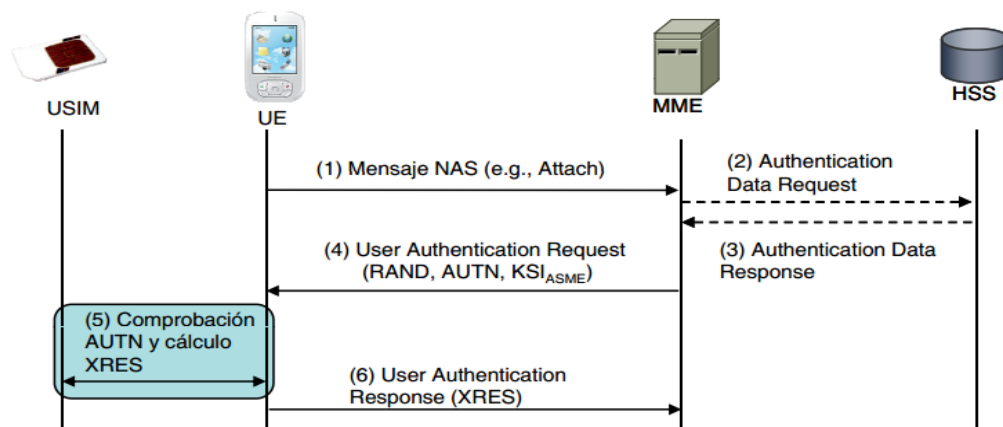 USIM
UE
MME
HSS
(1) Mensaje NAS (e.g., Attach)
(2) Authentication
Data Request
(3) Authentication Data
Response
(4) User Authentication Request
(RAND, AUTN, KSI_ASME)
(5) Comprobación
AUTN y cálculo
XRES
(6) User Authentication
Response (XRES)